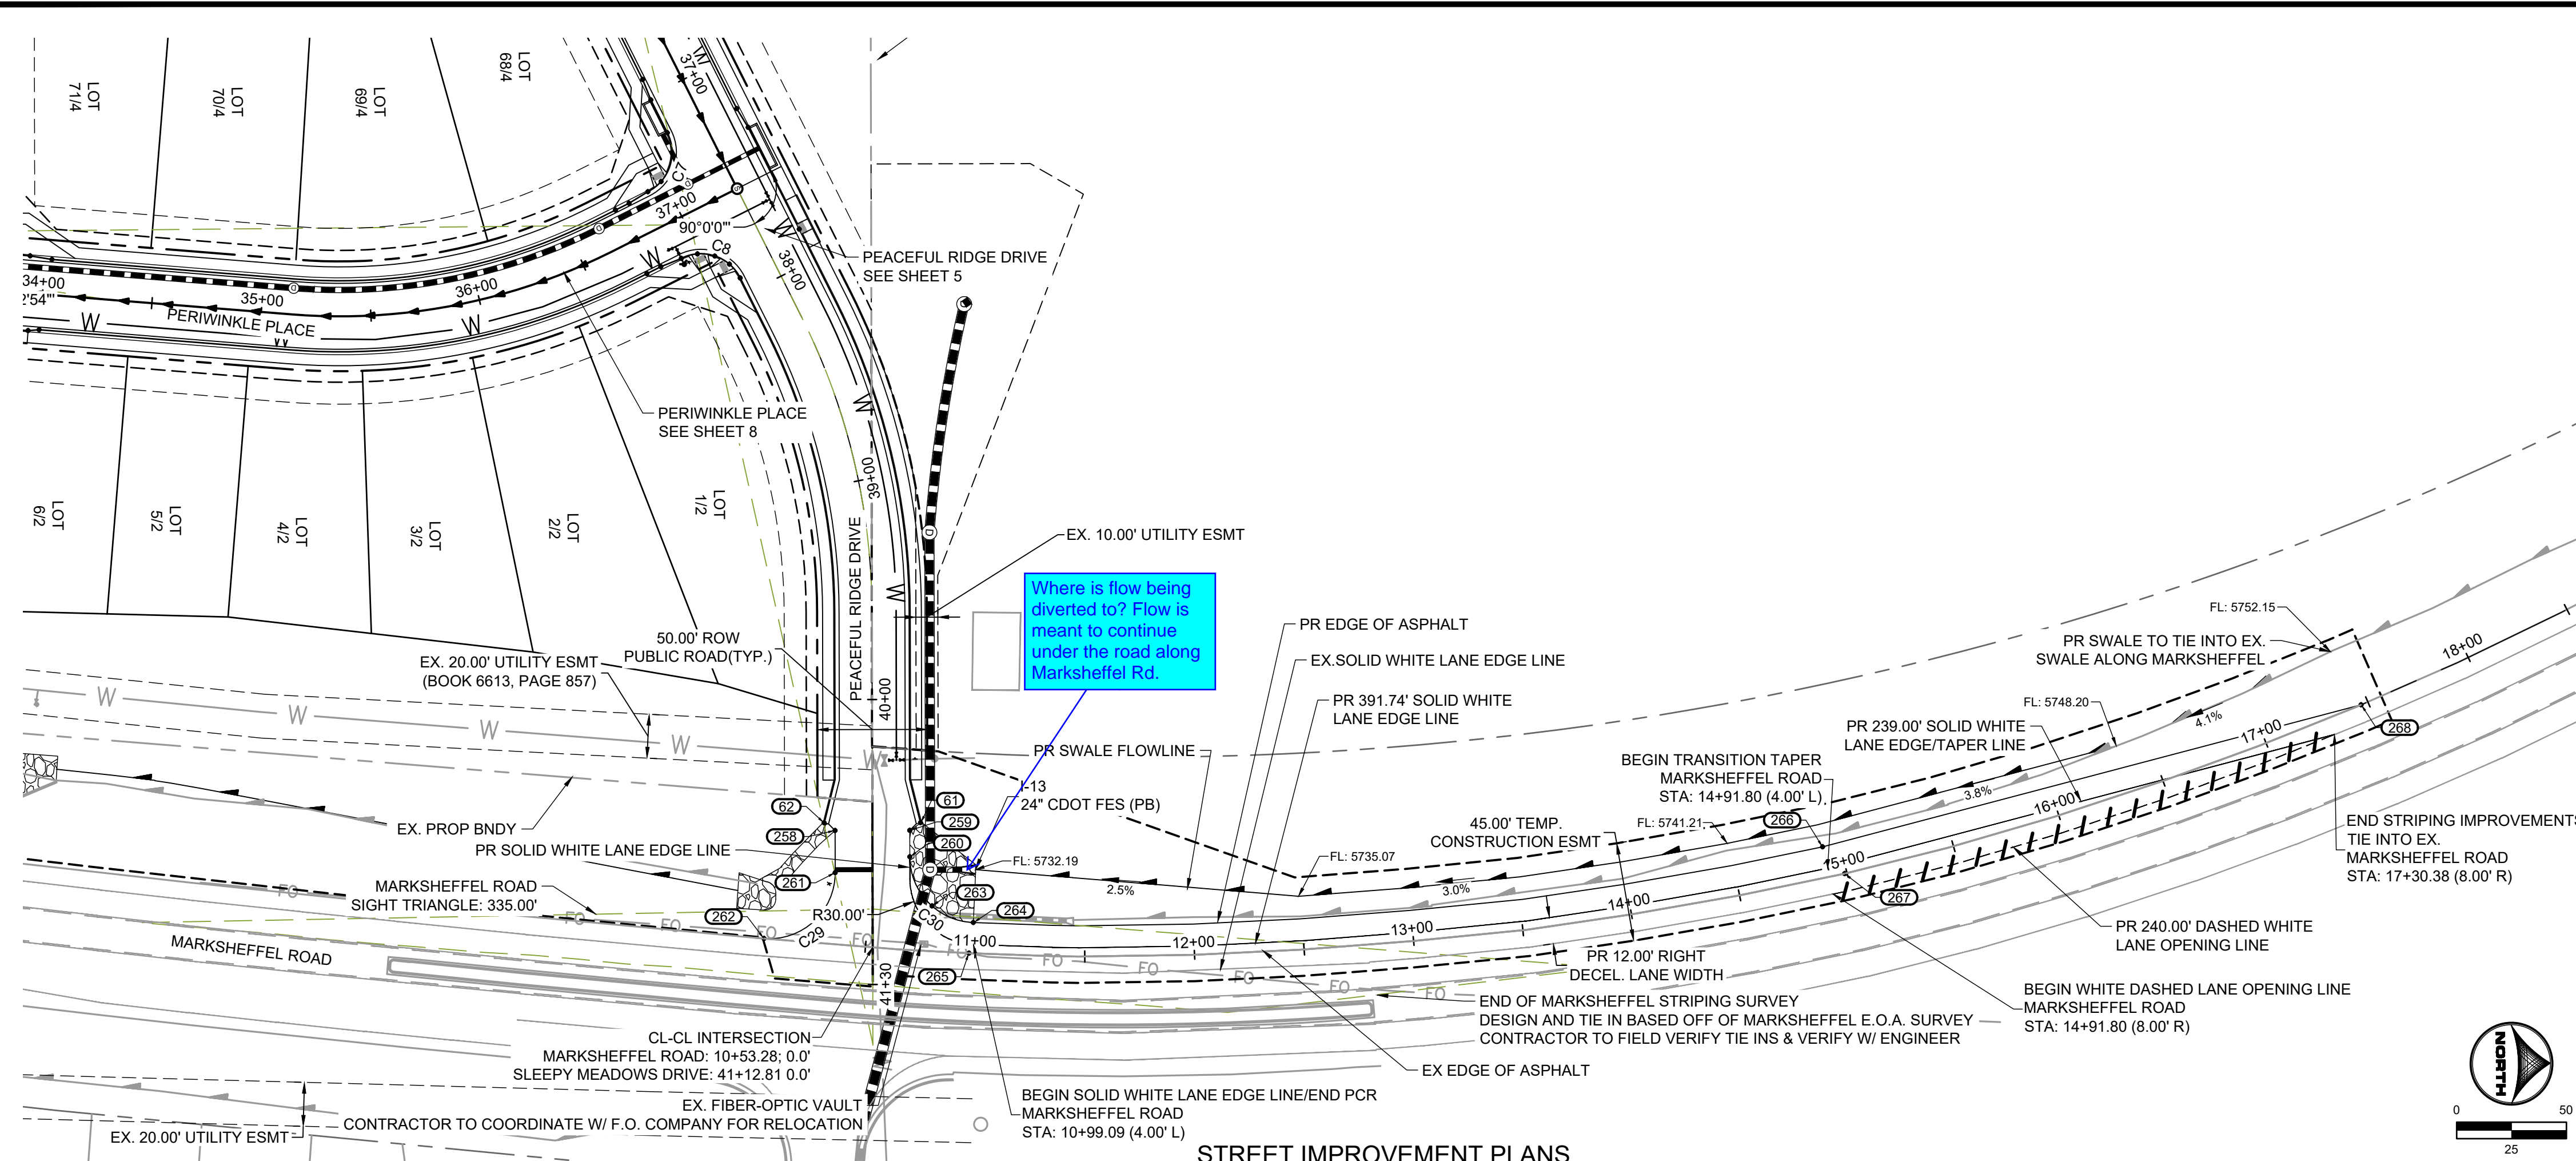 LOT
71/4
LOT
70/4
LOT
69/4
LOT
68/4
37+00
W
C7
37+00
90°0'0"'
C8
W
W
38+00
PEACEFUL RIDGE DRIVE
SEE SHEET 5
34+00
2'54"'
35+00
36+00
W
PERIWINKLE PLACE
W
PERIWINKLE PLACE
SEE SHEET 8
W
39+00
LOT
6/2
LOT
5/2
LOT
4/2
LOT
3/2
LOT
2/2
LOT
1/2
PEACEFUL RIDGE DRIVE
EX. 10.00' UTILITY ESMT
W
Where is flow being
diverted to? Flow is
meant to continue
under the road along
Marksheffel Rd.
50.00' ROW
PUBLIC ROAD(TYP.)
EX. 20.00' UTILITY ESMT
(BOOK 6613, PAGE 857)
40+00
W
W
W
W
W
PR EDGE OF ASPHALT
EX.SOLID WHITE LANE EDGE LINE
PR 391.74' SOLID WHITE
LANE EDGE LINE
PR SWALE FLOWLINE
FL: 5752.15
PR SWALE TO TIE INTO EX.
SWALE ALONG MARKSHEFFEL
18+00
FL: 5748.20
4.1%
17+00
268
PR 239.00' SOLID WHITE
LANE EDGE/TAPER LINE
BEGIN TRANSITION TAPER
MARKSHEFFEL ROAD
STA: 14+91.80 (4.00' L)
3.8%
16+00
I-13
24" CDOT FES (PB)
62
61
258
259
260
EX. PROP BNDY
PR SOLID WHITE LANE EDGE LINE
45.00' TEMP.
CONSTRUCTION ESMT
FL: 5741.21
266
END STRIPING IMPROVEMENTS
TIE INTO EX.
MARKSHEFFEL ROAD
STA: 17+30.38 (8.00' R)
FL: 5732.19
FL: 5735.07
15+00
261
263
2.5%
3.0%
267
MARKSHEFFEL ROAD
SIGHT TRIANGLE: 335.00'
FO
262
R30.00'
264
14+00
C29
C30
FO
FO
FO
FO
11+00
12+00
13+00
PR 240.00' DASHED WHITE
LANE OPENING LINE
MARKSHEFFEL ROAD
FO
FO
FO
FO
FO
FO
265
41+30
PR 12.00' RIGHT
DECEL. LANE WIDTH
END OF MARKSHEFFEL STRIPING SURVEY
DESIGN AND TIE IN BASED OFF OF MARKSHEFFEL E.O.A. SURVEY
CONTRACTOR TO FIELD VERIFY TIE INS & VERIFY W/ ENGINEER
BEGIN WHITE DASHED LANE OPENING LINE
MARKSHEFFEL ROAD
STA: 14+91.80 (8.00' R)
CL-CL INTERSECTION
MARKSHEFFEL ROAD: 10+53.28; 0.0'
SLEEPY MEADOWS DRIVE: 41+12.81 0.0'
EX EDGE OF ASPHALT
EX. FIBER-OPTIC VAULT
CONTRACTOR TO COORDINATE W/ F.O. COMPANY FOR RELOCATION
BEGIN SOLID WHITE LANE EDGE LINE/END PCR
MARKSHEFFEL ROAD
STA: 10+99.09 (4.00' L)
EX. 20.00' UTILITY ESMT
NORTH
0
50
25
STREET IMPROVEMENT PLANS